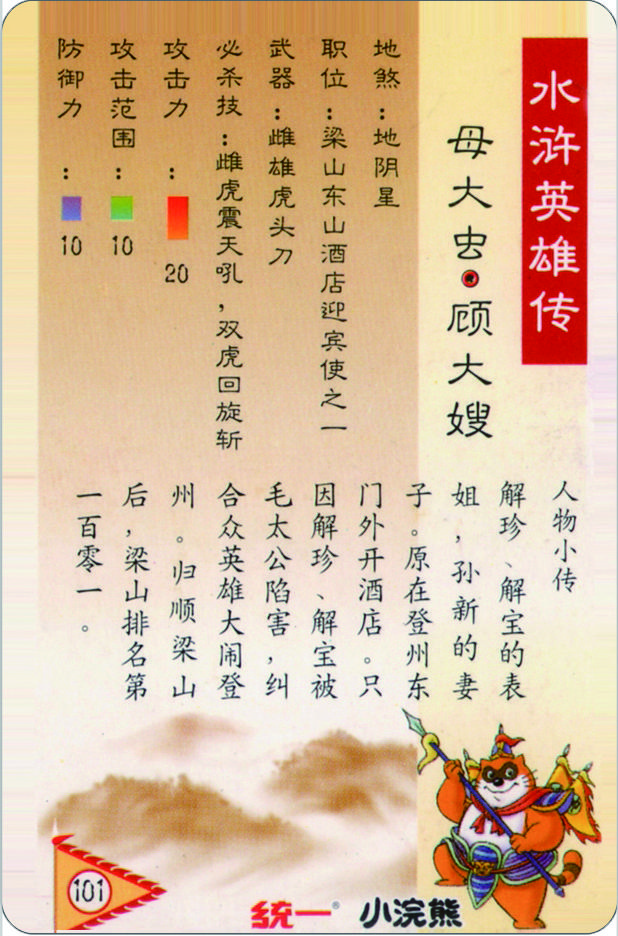 水浒英雄传
母大虫·顾大嫂
地煞：地阴星
职位：梁山东山酒店迎宾使之一
武器：雌雄虎头刀
必杀技：雌虎震天吼，双虎回旋斩
攻击力：20
攻击范围：10
防御力：10
人物小传
解珍、解宝的表
姐，孙新的妻
子。原在登州东
门外开酒店。只
因解珍、解宝被
毛太公陷害，纠
合众英雄大闹登
州。归顺梁山
后，梁山排名第
一百零一。
101
统一® 小浣熊